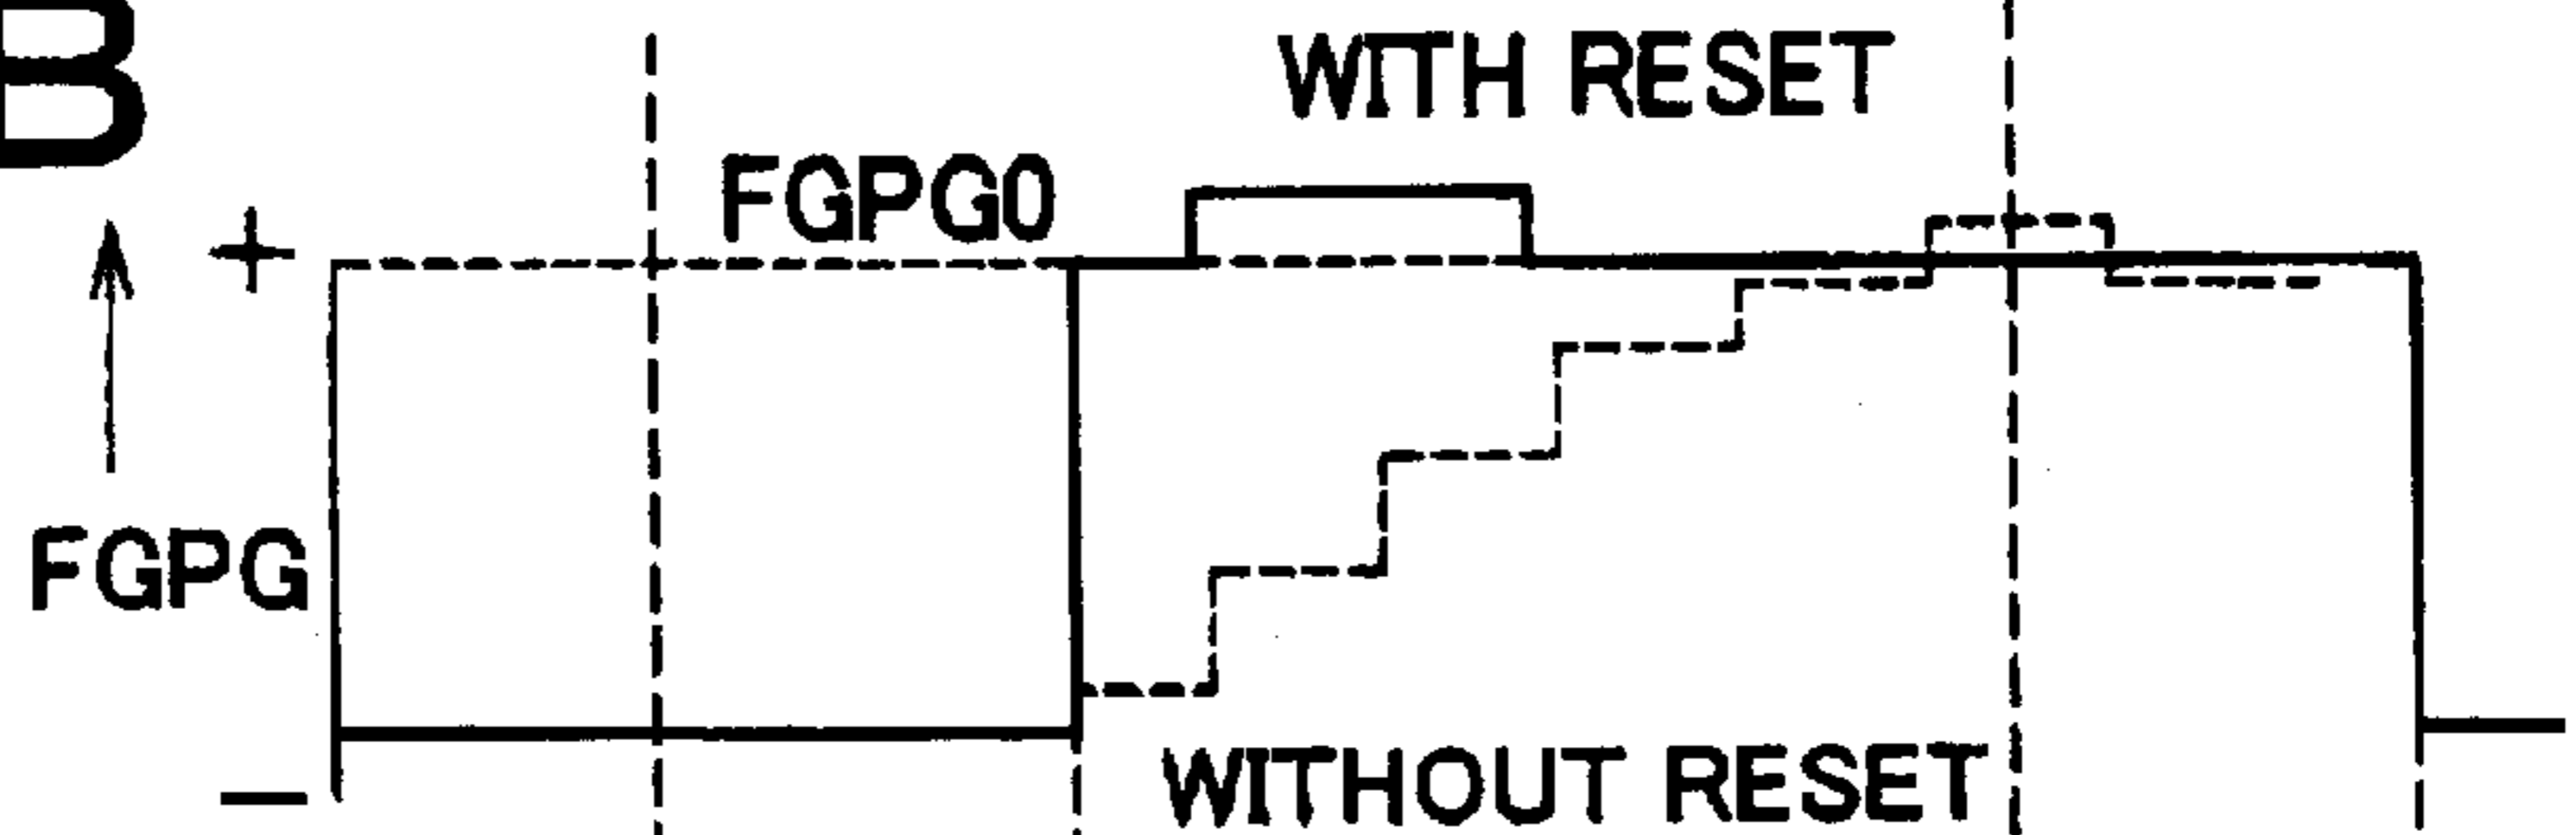 B
WITH RESET
FGPG0
+
FGPG
WITHOUT RESET
−